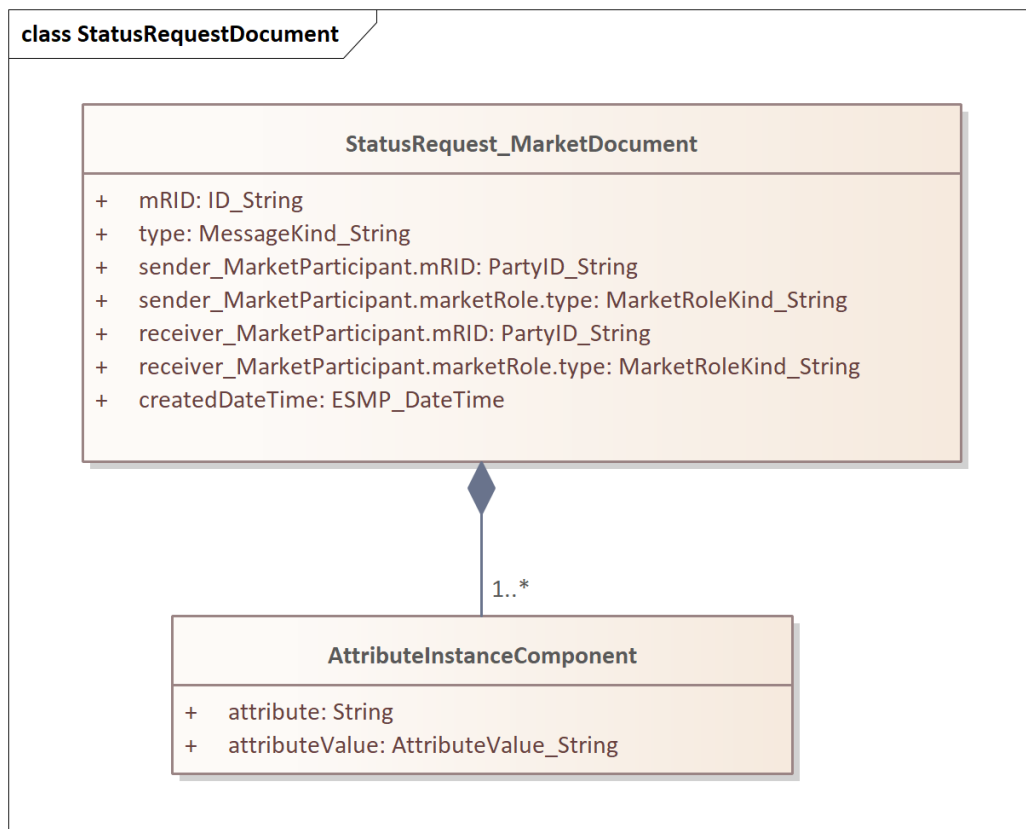 class StatusRequestDocument
StatusRequest_MarketDocument
+ mRID: ID_String
+ type: MessageKind_String
+ sender_MarketParticipant.mRID: PartyID_String
+ sender_MarketParticipant.marketRole.type: MarketRoleKind_String
+ receiver_MarketParticipant.mRID: PartyID_String
+ receiver_MarketParticipant.marketRole.type: MarketRoleKind_String
+ createdDateTime: ESMP_DateTime
1..*
AttributeInstanceComponent
+ attribute: String
+ attributeValue: AttributeValue_String